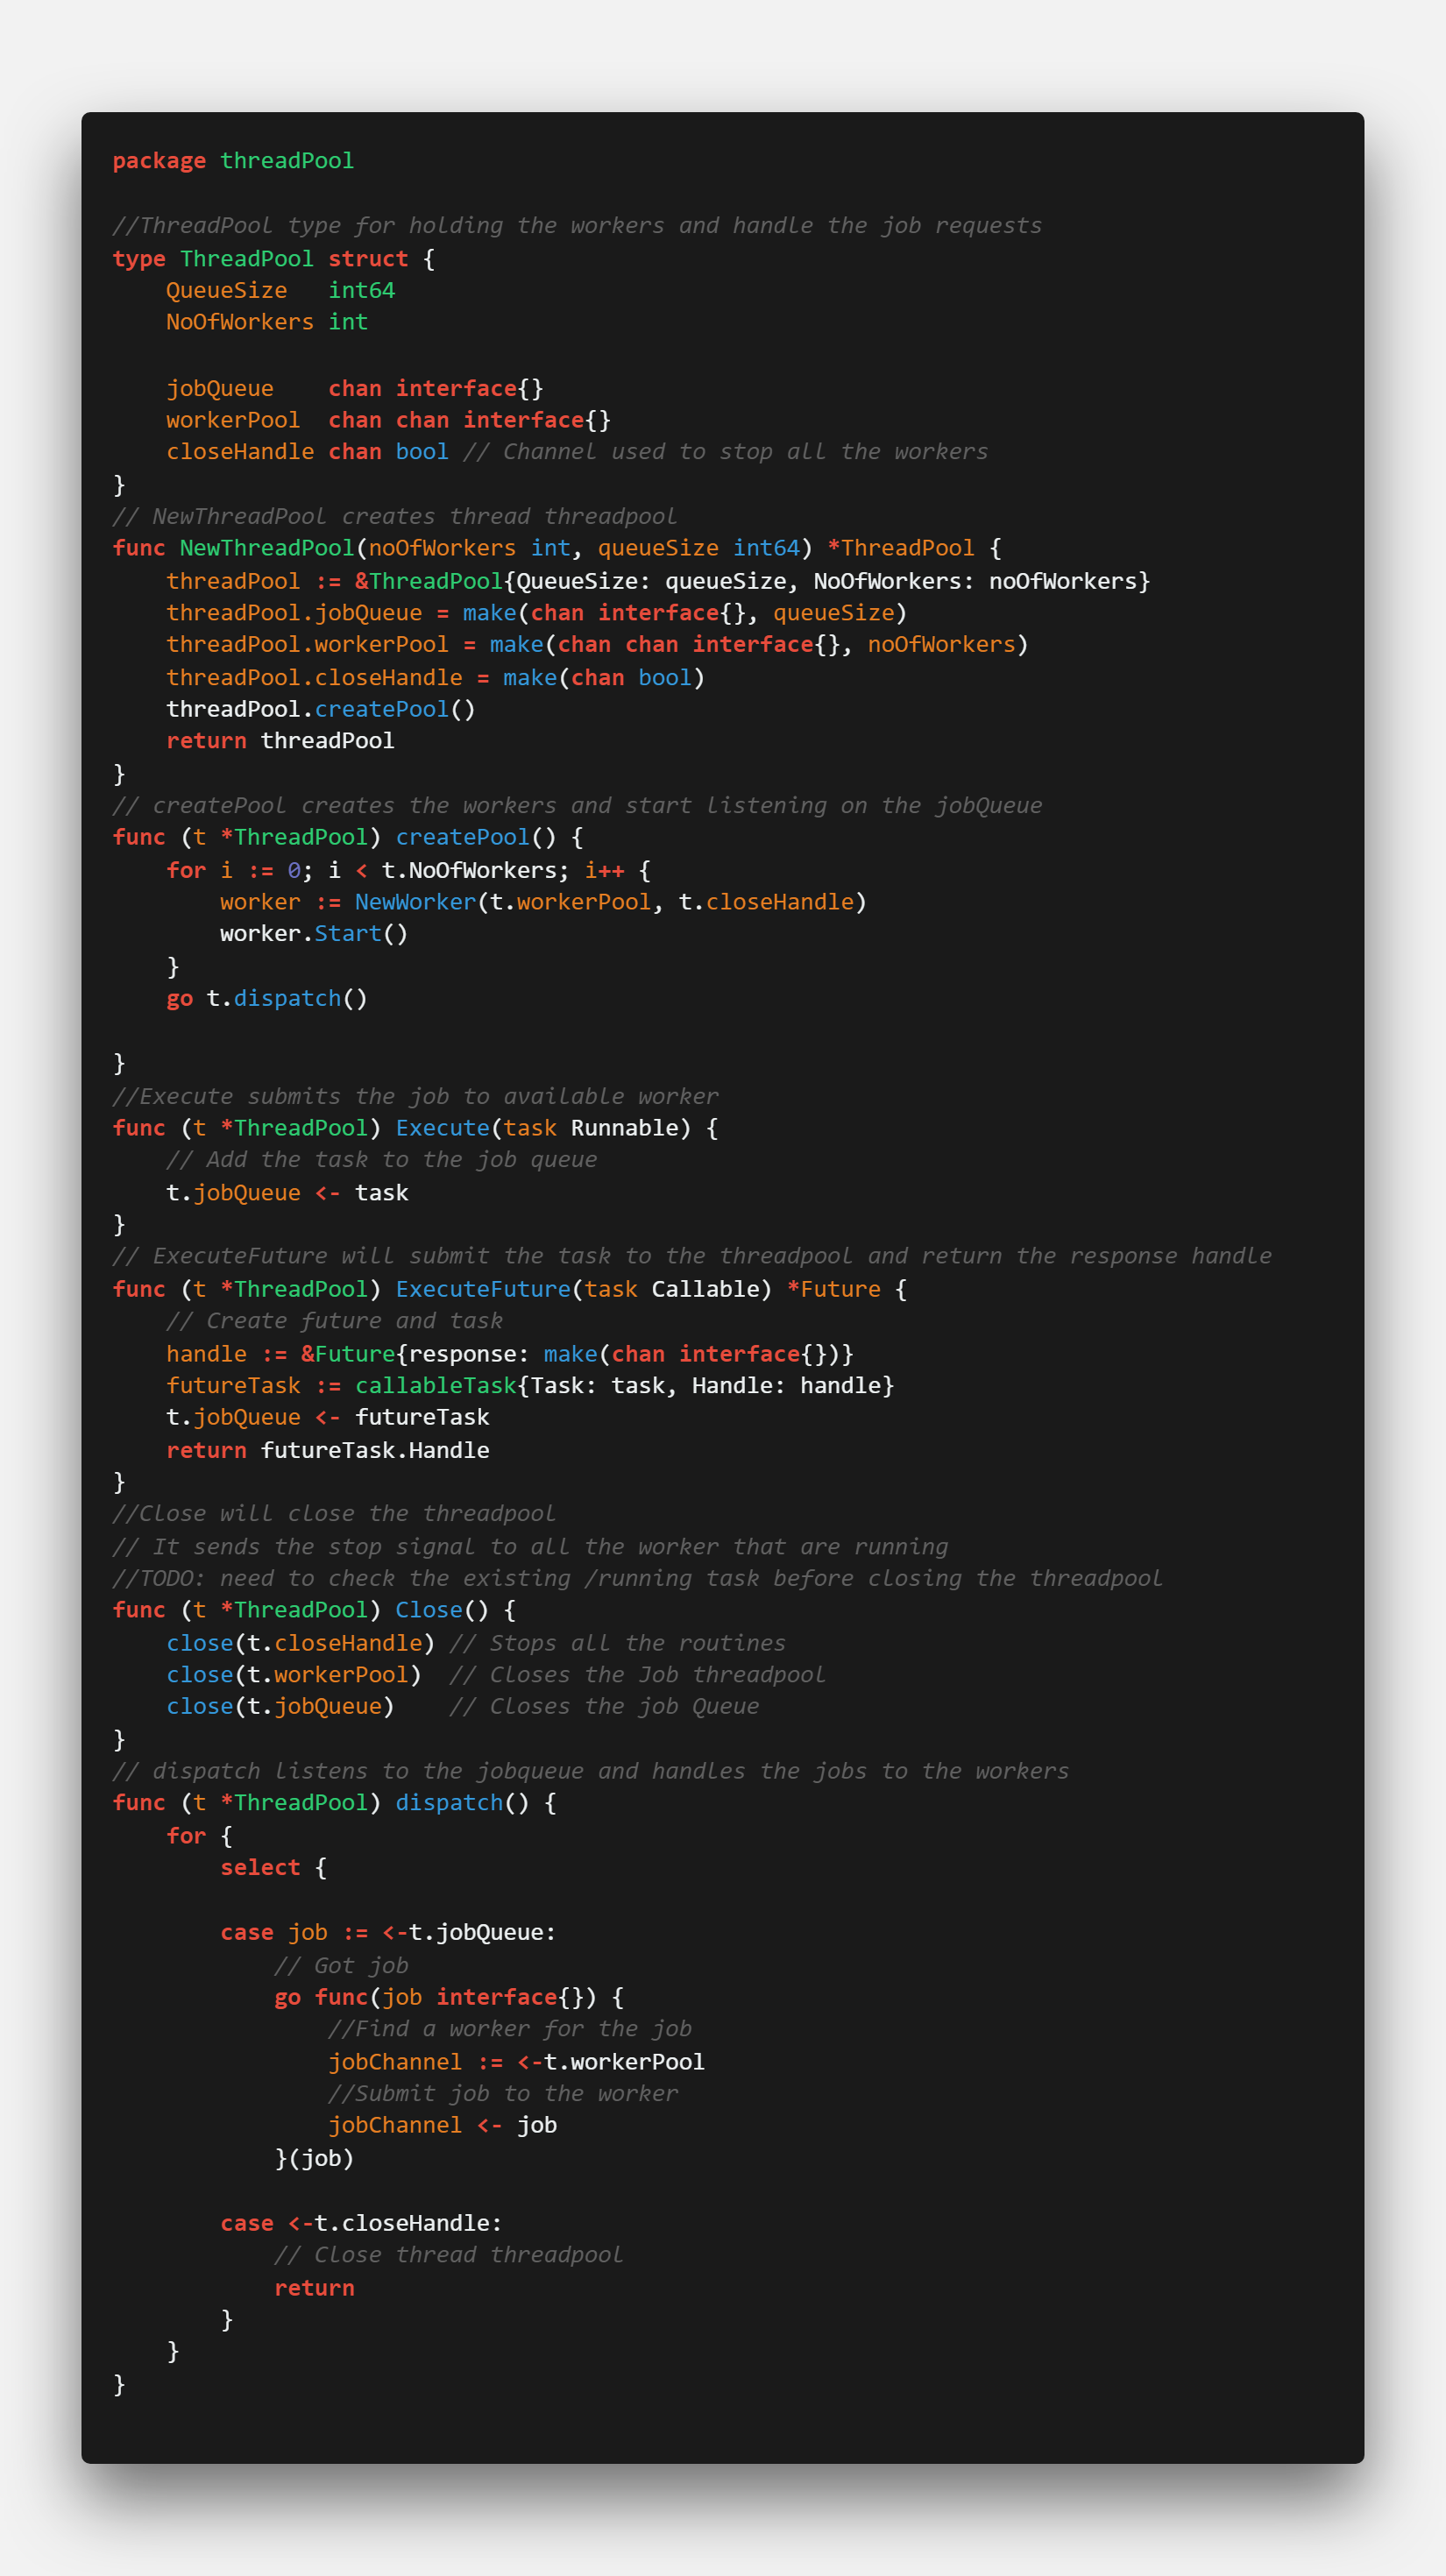 package threadPool

//ThreadPool type for holding the workers and handle the job requests
type ThreadPool struct {
    QueueSize   int64
    NoOfWorkers int

    jobQueue    chan interface{}
    workerPool  chan chan interface{}
    closeHandle chan bool // Channel used to stop all the workers
}
// NewThreadPool creates thread threadpool
func NewThreadPool(noOfWorkers int, queueSize int64) *ThreadPool {
    threadPool := &ThreadPool{QueueSize: queueSize, NoOfWorkers: noOfWorkers}
    threadPool.jobQueue = make(chan interface{}, queueSize)
    threadPool.workerPool = make(chan chan interface{}, noOfWorkers)
    threadPool.closeHandle = make(chan bool)
    threadPool.createPool()
    return threadPool
}
// createPool creates the workers and start listening on the jobQueue
func (t *ThreadPool) createPool() {
    for i := 0; i < t.NoOfWorkers; i++ {
        worker := NewWorker(t.workerPool, t.closeHandle)
        worker.Start()
    }
    go t.dispatch()

}
//Execute submits the job to available worker
func (t *ThreadPool) Execute(task Runnable) {
    // Add the task to the job queue
    t.jobQueue <- task
}
// ExecuteFuture will submit the task to the threadpool and return the response handle
func (t *ThreadPool) ExecuteFuture(task Callable) *Future {
    // Create future and task
    handle := &Future{response: make(chan interface{})}
    futureTask := callableTask{Task: task, Handle: handle}
    t.jobQueue <- futureTask
    return futureTask.Handle
}
//Close will close the threadpool
// It sends the stop signal to all the worker that are running
//TODO: need to check the existing /running task before closing the threadpool
func (t *ThreadPool) Close() {
    close(t.closeHandle) // Stops all the routines
    close(t.workerPool)  // Closes the Job threadpool
    close(t.jobQueue)    // Closes the job Queue
}
// dispatch listens to the jobqueue and handles the jobs to the workers
func (t *ThreadPool) dispatch() {
    for {
        select {

        case job := <-t.jobQueue:
            // Got job
            go func(job interface{}) {
                //Find a worker for the job
                jobChannel := <-t.workerPool
                //Submit job to the worker
                jobChannel <- job
            }(job)

        case <-t.closeHandle:
            // Close thread threadpool
            return
        }
    }
}